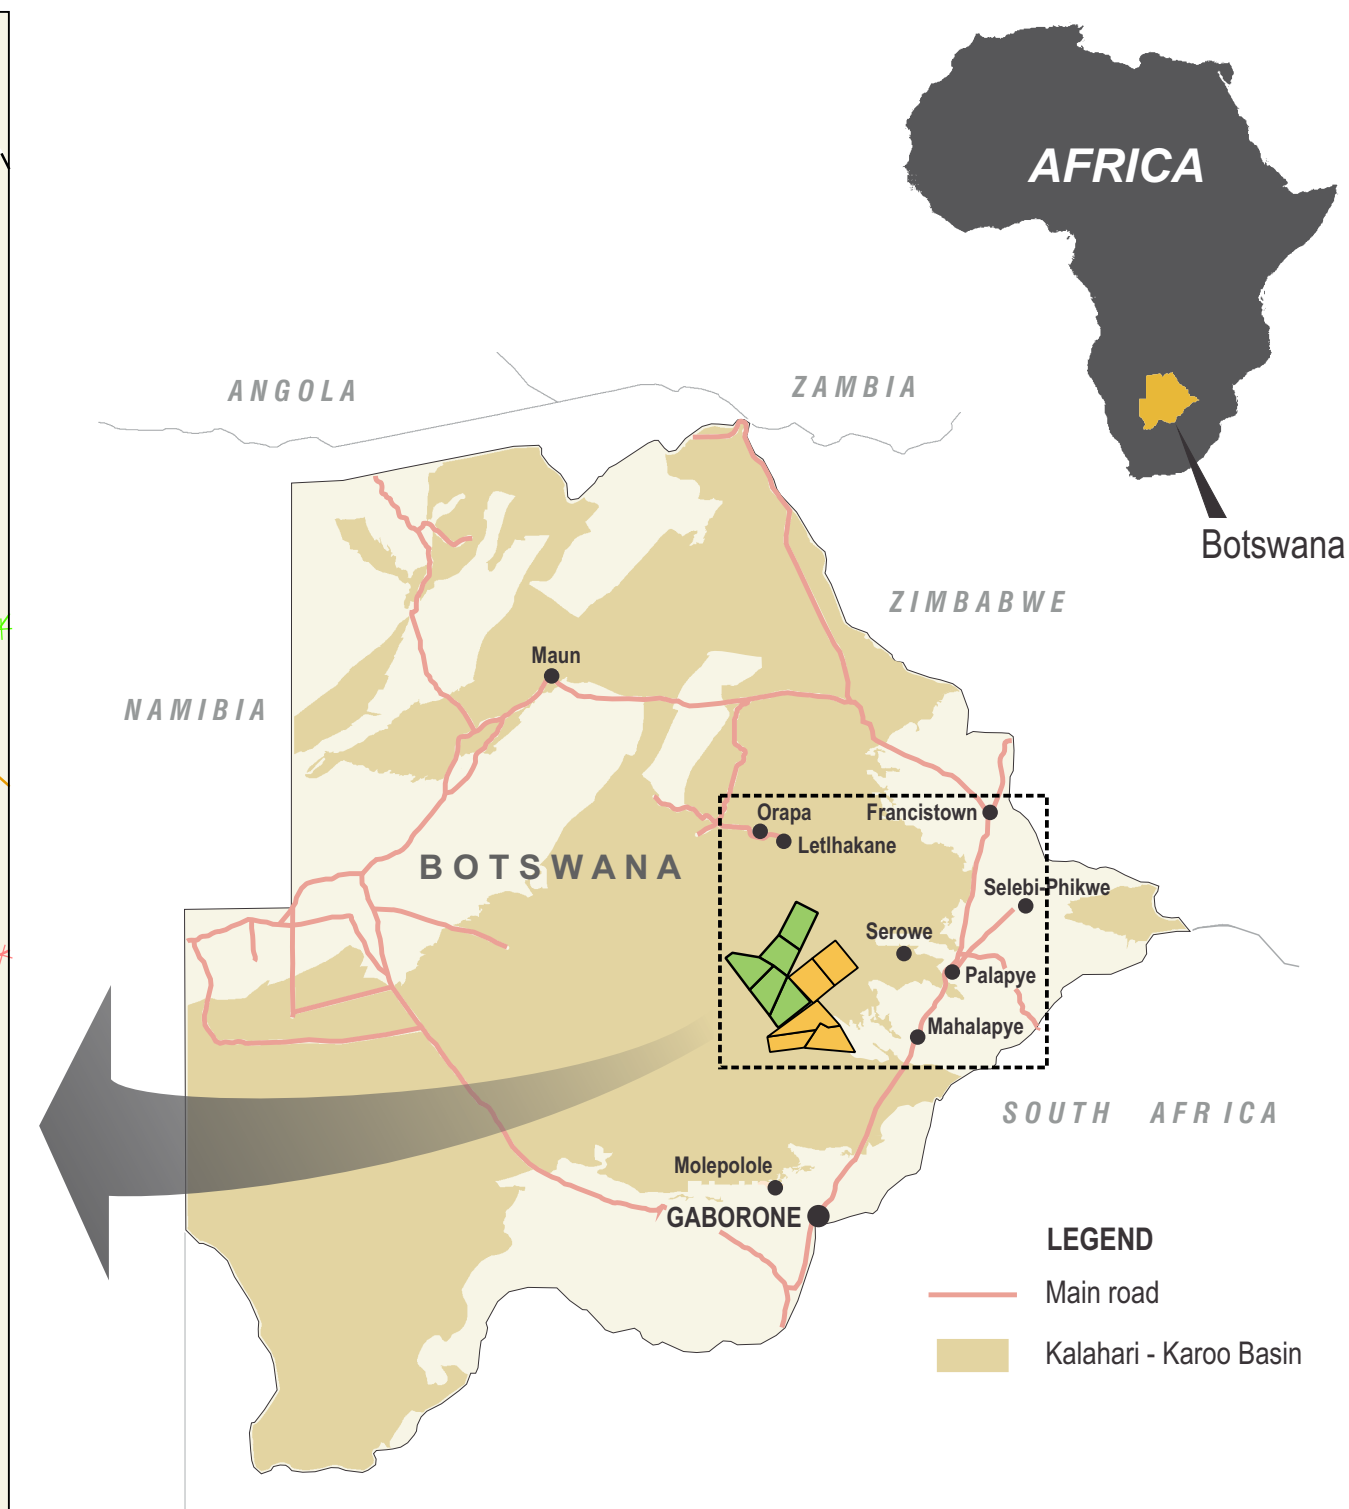 AFRICA
Botswana
ANGOLA
ZAMBIA
ZIMBABWE
NAMIBIA
Maun
Orapa
Francistown
Letlhakane
BOTSWANA
Selebi-Phikwe
Serowe
Palapye
Mahalapye
SOUTH AFRICA
Molepolole
GABORONE
LEGEND
Main road
Kalahari - Karoo Basin